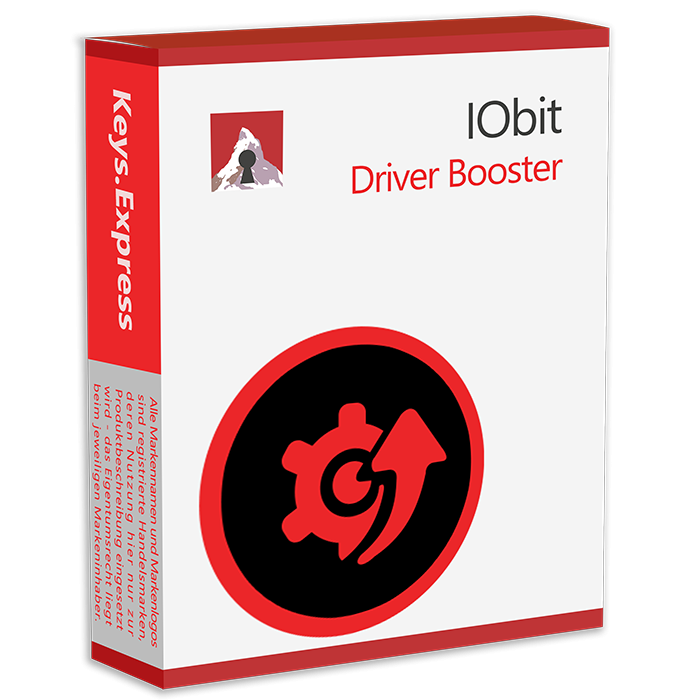 IObit
Driver Booster
Keys.Express
Alle Markennamen und Markenlogos
sind registrierte Handelsmarken,
deren Nutzung hier nur zur
Produktbeschreibung eingesetzt
wird - das Eigentumsrecht liegt
beim jeweiligen Markeninhaber.